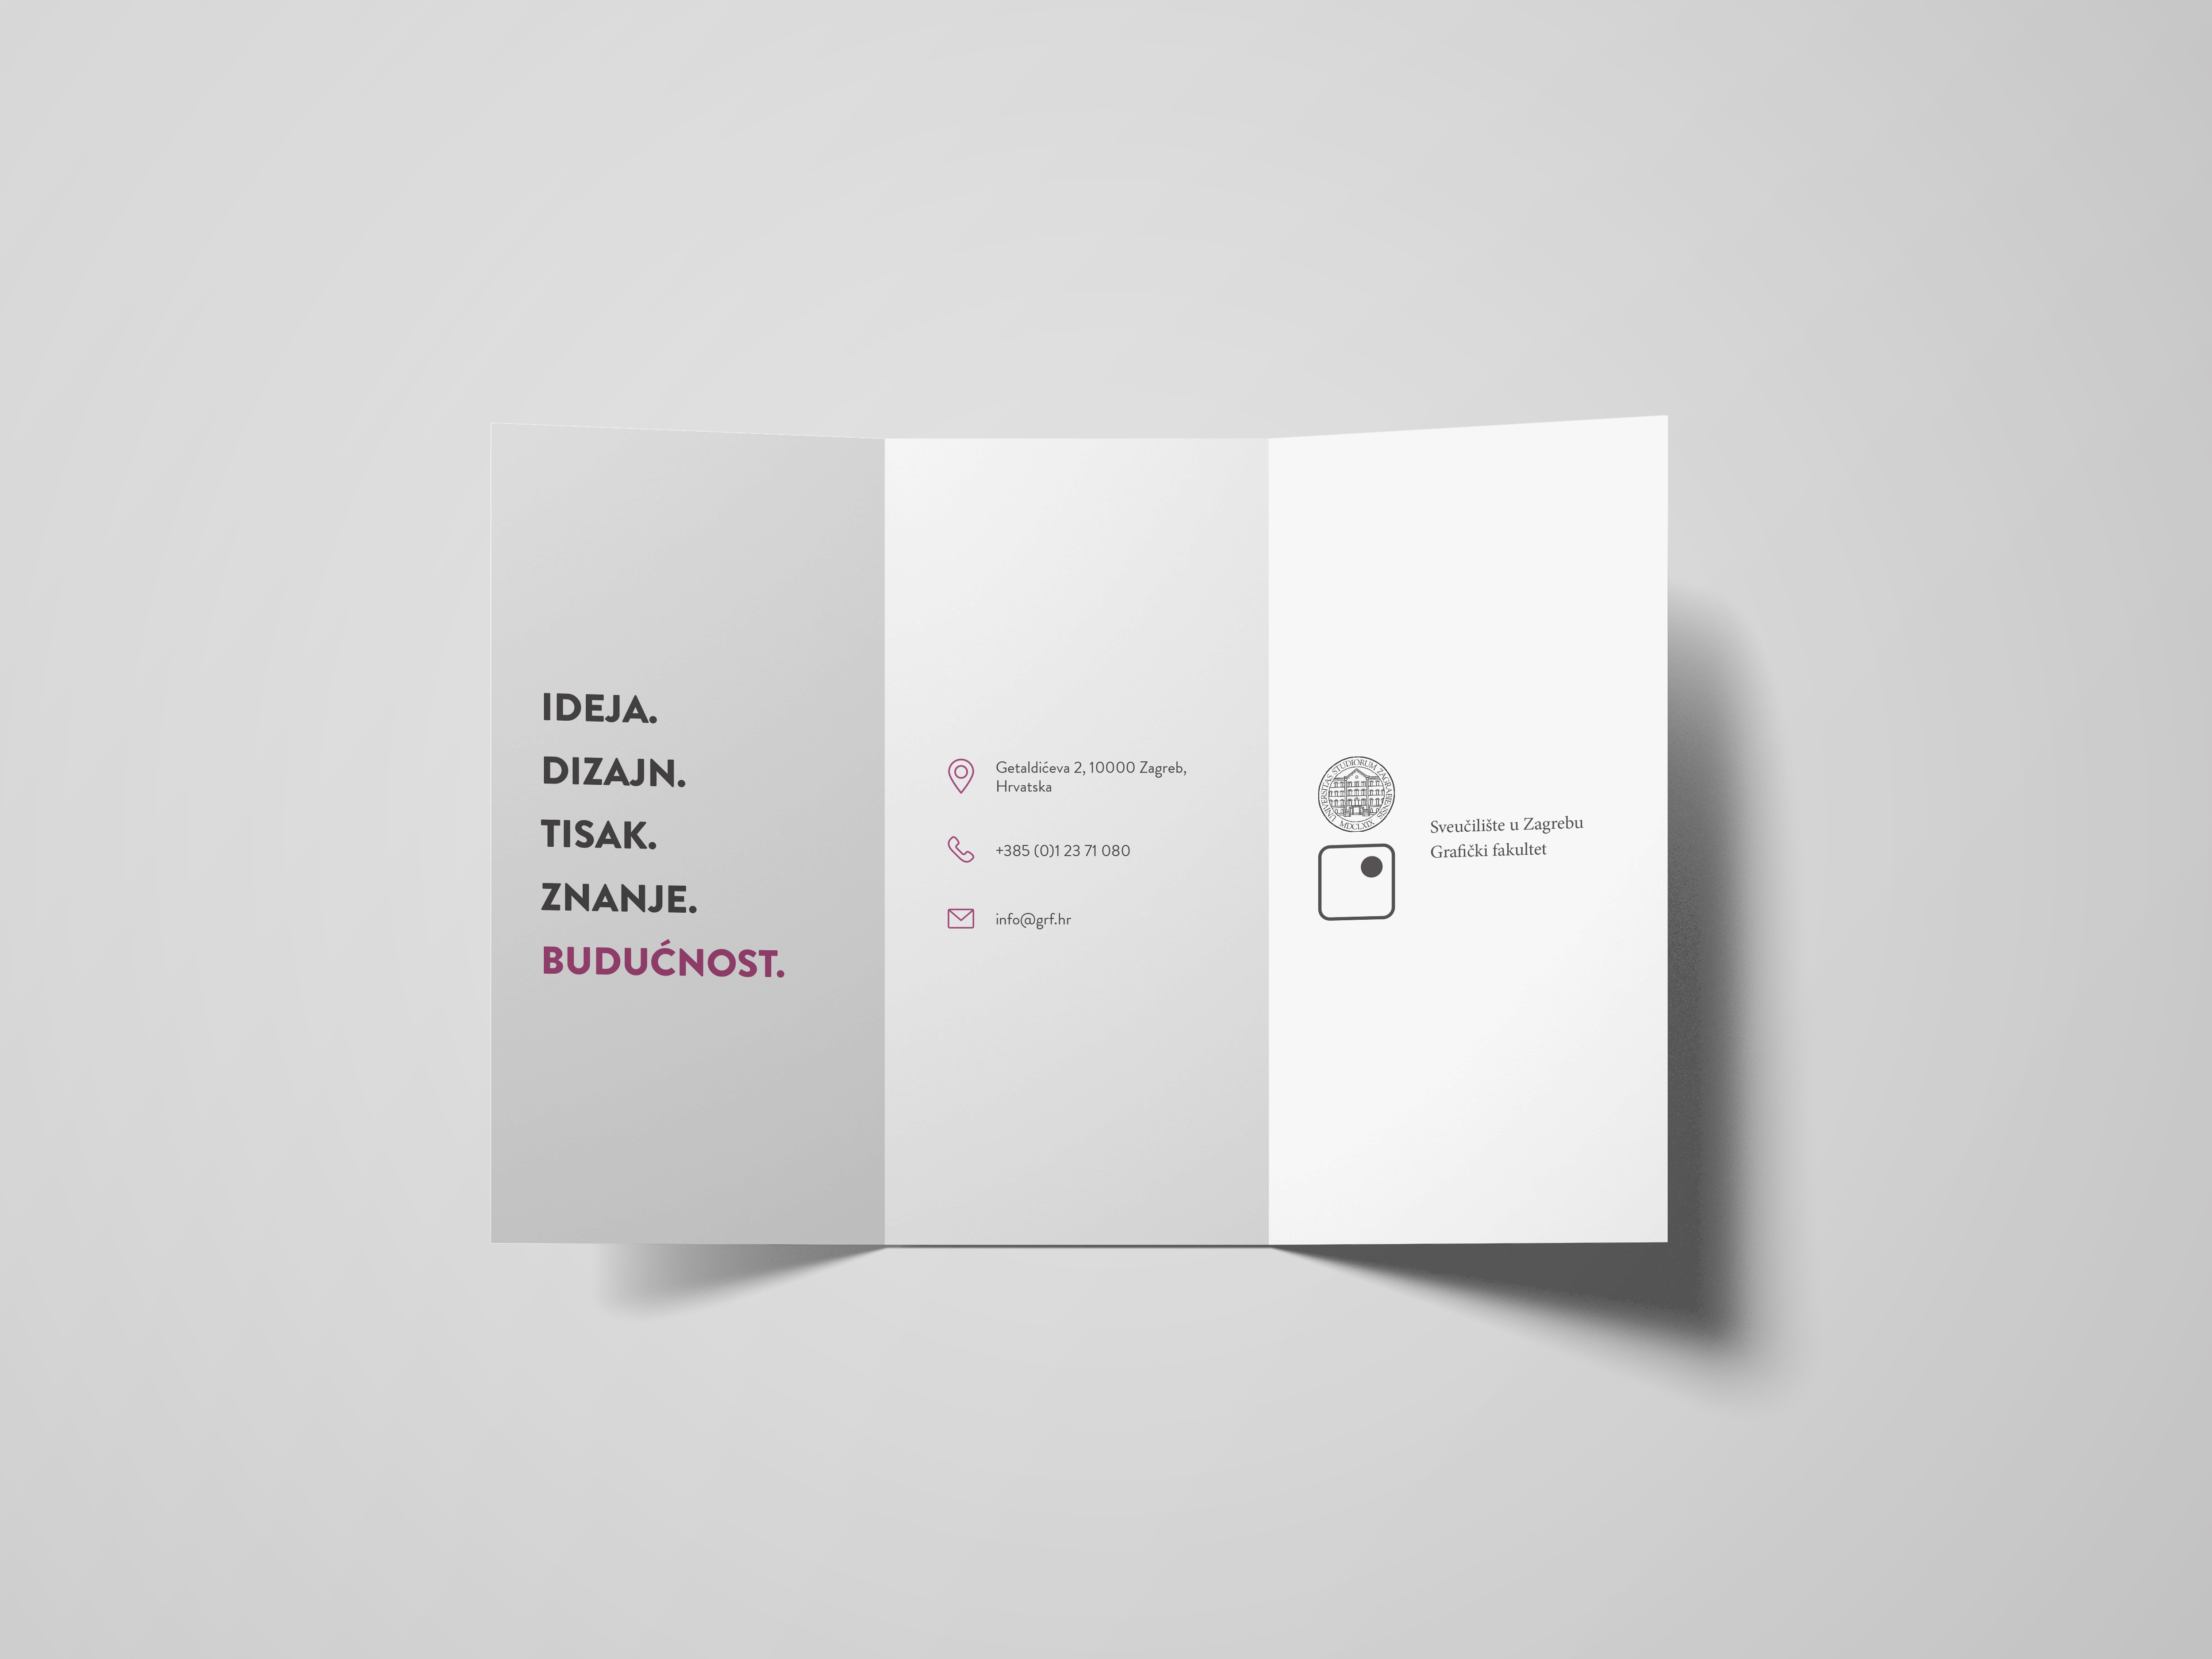 IDEJA.
DIZAJN.
TISAK.
ZNANJE.
BUDUĆNOST.
Getaldićeva 2, 10000 Zagreb,
Hrvatska
+385 (0)1 23 71 080
info@grf.hr
UNIVERSITAS STUDIORUM ZAGRABIENSIS
MDCLXIX
Sveučilište u Zagrebu
Grafički fakultet